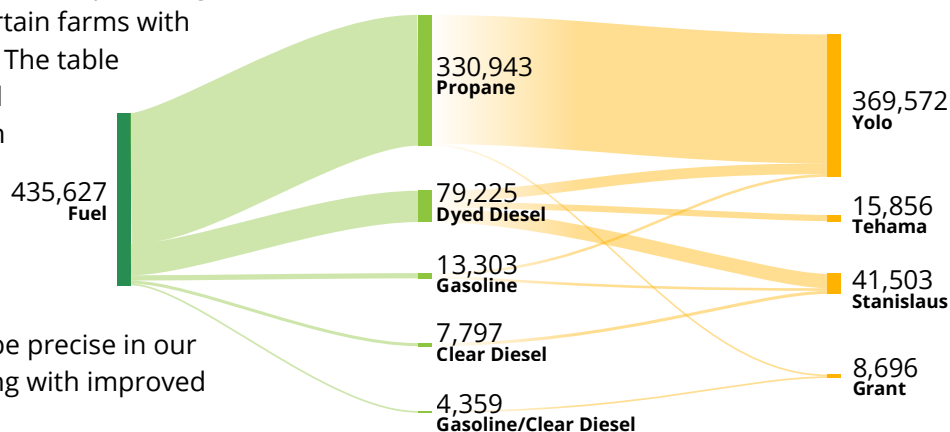 rtain farms with
The table
435,627
Fuel
be precise in our
ng with improved
330,943
Propane
79,225
Dyed Diesel
13,303
Gasoline
7,797
Clear Diesel
4,359
Gasoline/Clear Diesel
369,572
Yolo
15,856
Tehama
41,503
Stanislaus
8,696
Grant